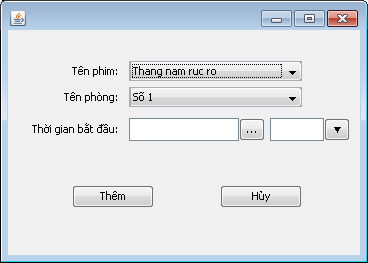 Tên phim: Thang nam ruc ro
Tên phòng: Số 1
Thời gian bắt đầu: ...
Thêm Hủy